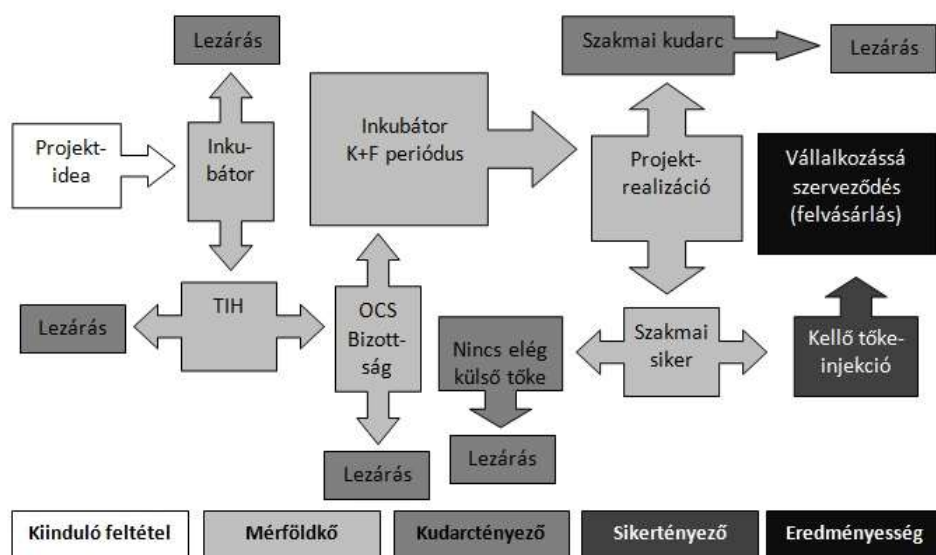 Lezárás
Szakmai kudarc
Lezárás
Projekt-
idea
Inku-
bátor
Inkubátor
K+F periódus
Projekt-
realizáció
Vállalkozássá
szerveződés
(felvásárlás)
Lezárás
TIH
OCS
Bizott-
ság
Nincs elég
külső tőke
Szakmai
siker
Kellő tőke-
injekció
Lezárás
Lezárás
Kiinduló feltétel
Mérföldkő
Kudarctényező
Sikertényező
Eredményesség